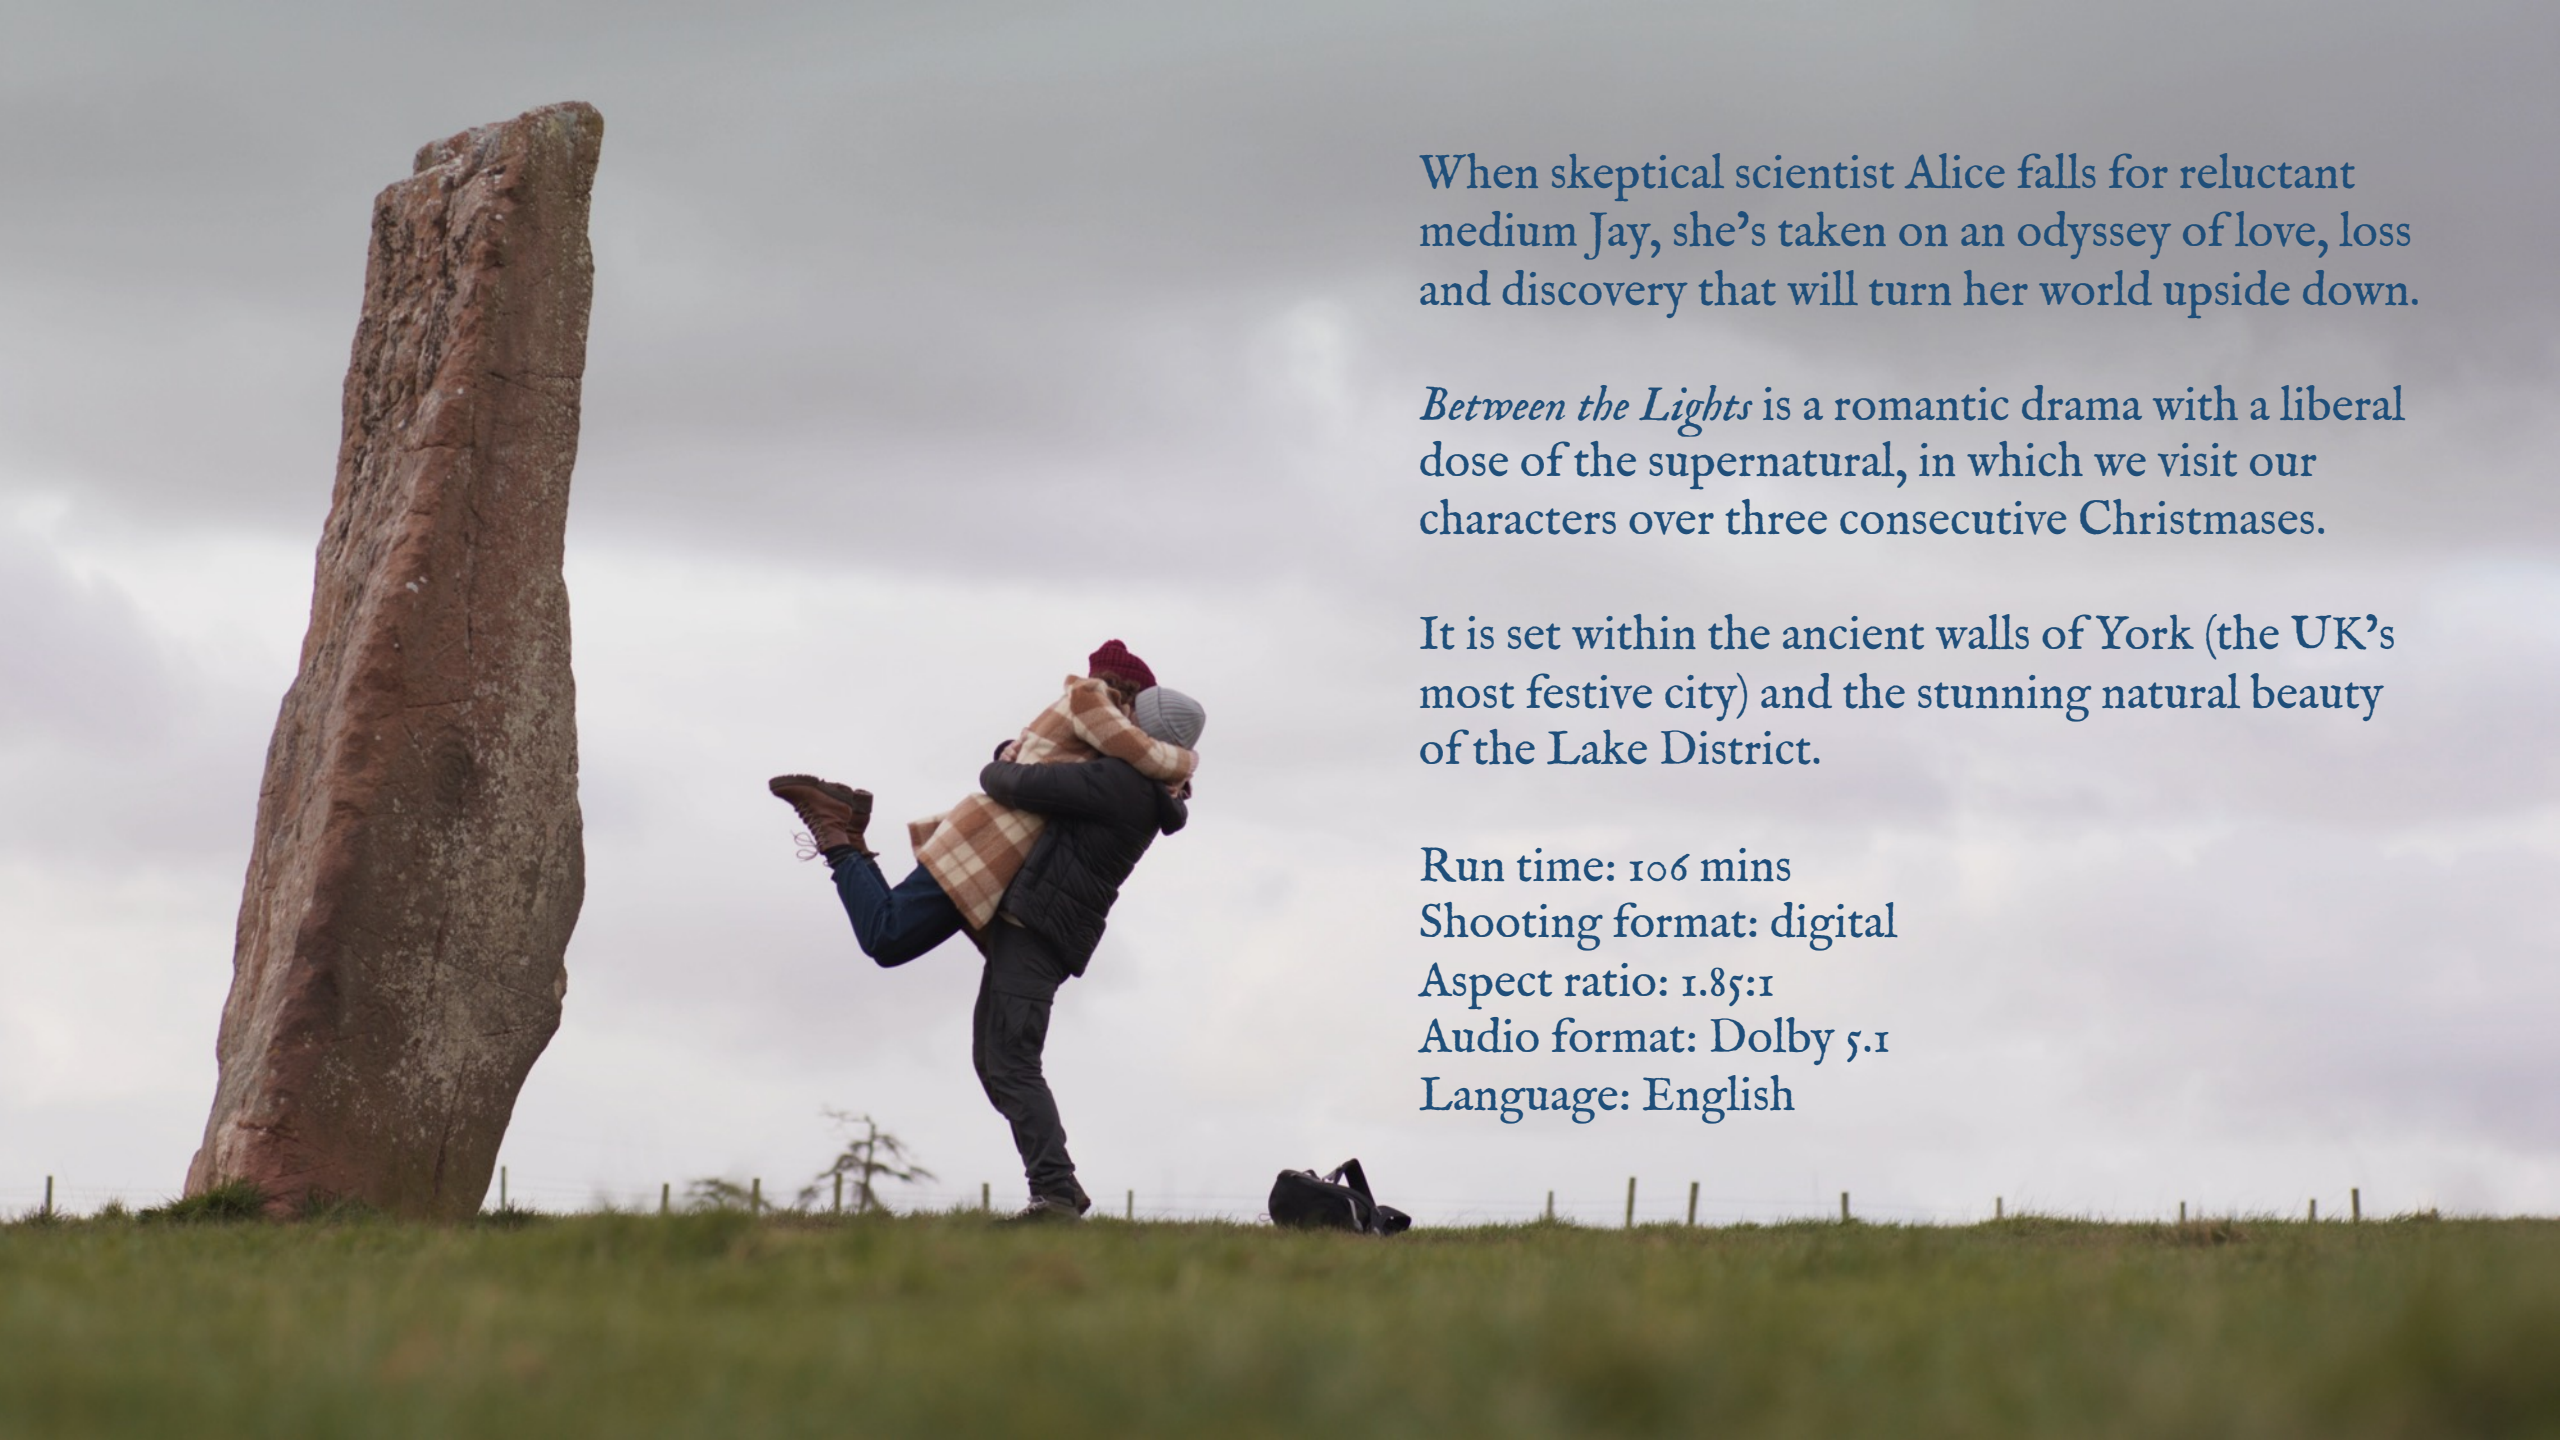 When skeptical scientist Alice falls for reluctant
medium Jay, she’s taken on an odyssey of love, loss
and discovery that will turn her world upside down.
Between the Lights is a romantic drama with a liberal
dose of the supernatural, in which we visit our
characters over three consecutive Christmases.
It is set within the ancient walls of York (the UK’s
most festive city) and the stunning natural beauty
of the Lake District.
Run time: 106 mins
Shooting format: digital
Aspect ratio: 1.85:1
Audio format: Dolby 5.1
Language: English